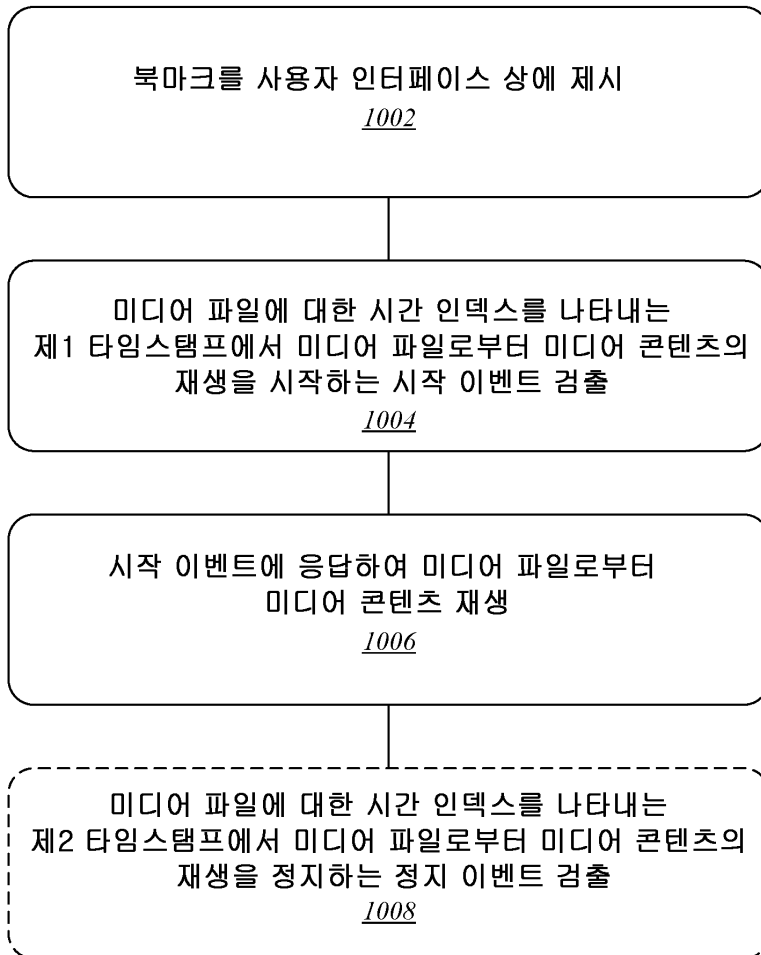 북마크를 사용자 인터페이스 상에 제시
1002
미디어 파일에 대한 시간 인덱스를 나타내는
제1 타임스탬프에서 미디어 파일로부터 미디어 콘텐츠의
재생을 시작하는 시작 이벤트 검출
1004
시작 이벤트에 응답하여 미디어 파일로부터
미디어 콘텐츠 재생
1006
미디어 파일에 대한 시간 인덱스를 나타내는
제2 타임스탬프에서 미디어 파일로부터 미디어 콘텐츠의
재생을 정지하는 정지 이벤트 검출
1008